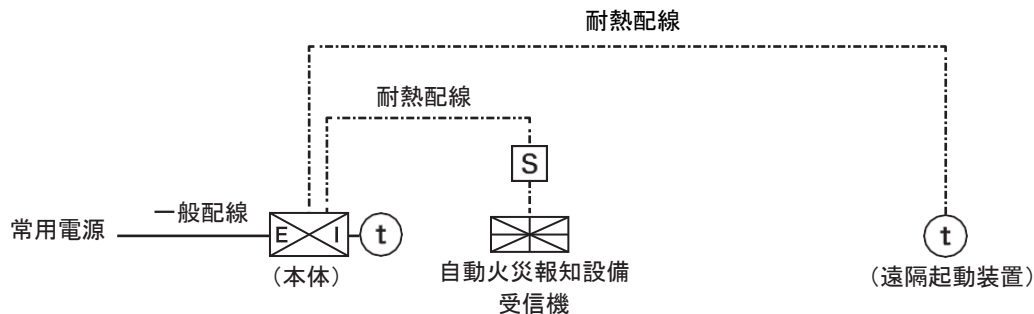 耐熱配線
耐熱配線
S
常用電源
一般配線
E I
t
(本体)
自動火災報知設備
受信機
t
(遠隔起動装置)